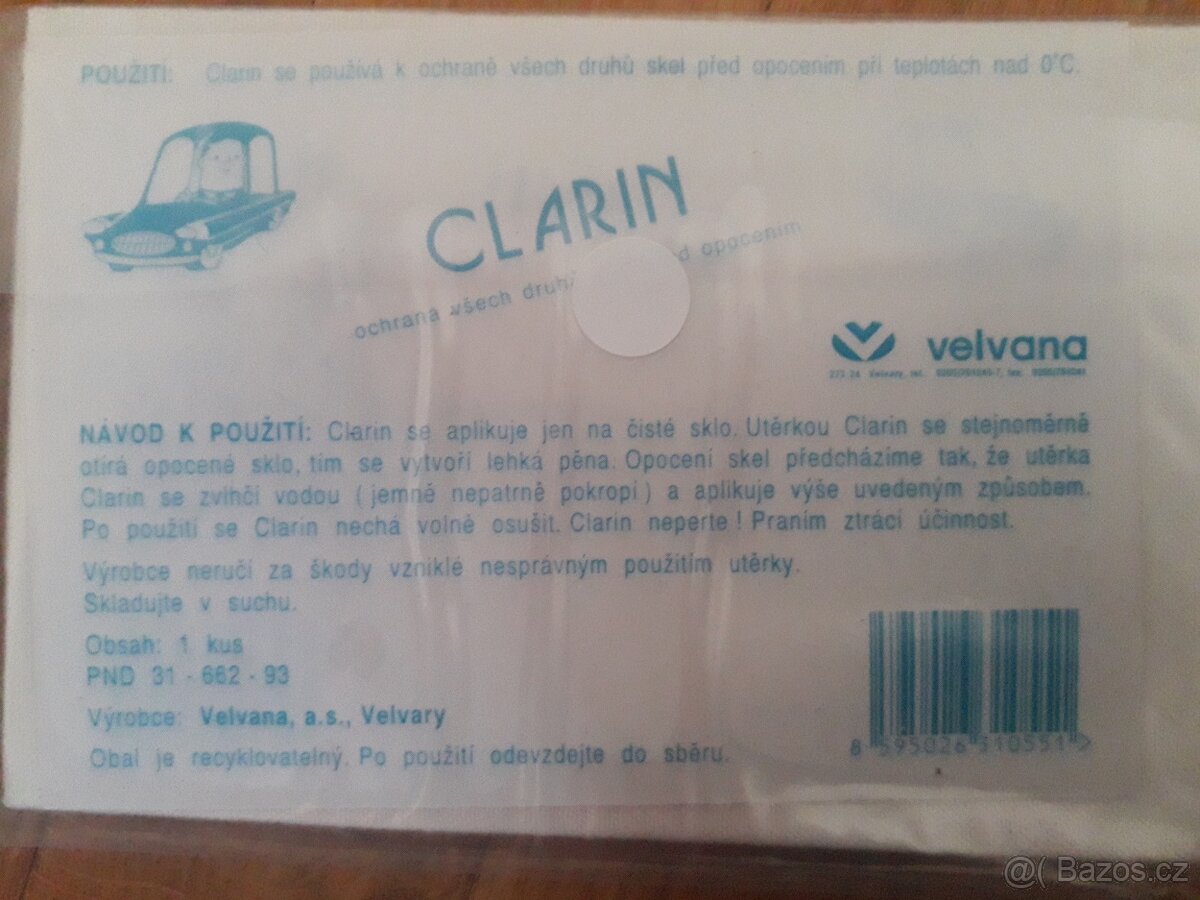 POUŽITÍ: Clarin se používá k ochraně všech druhů skel před opocením při teplotách nad 0°C.
CLARIN
ochrana všech druh d opocením
velvana
273 24 Velvary, tel.
NÁVOD K POUŽITÍ: Clarin se aplikuje jen na čisté sklo. Utěrkou Clarin se stejnoměrně
otírá opocené sklo, tím se vytvoří lehká pěna. Opocení skel předcházíme tak, že utěrka
Clarin se zvlhčí vodou (jemně nepatrně pokropí) a aplikuje výše uvedeným způsobem.
Po použití se Clarin nechá volně osušit. Clarin neperte! Praním ztrácí účinnost.
Výrobce neručí za škody vzniklé nesprávným použitím utěrky.
Skladujte v suchu.
Obsah: 1 kus
PND 31 - 662 - 93
Výrobce: Velvana, a.s., Velvary
Obal je recyklovatelný. Po použití odevzdejte do sběru.
8 595026 310551 >
@( Bazos.cz